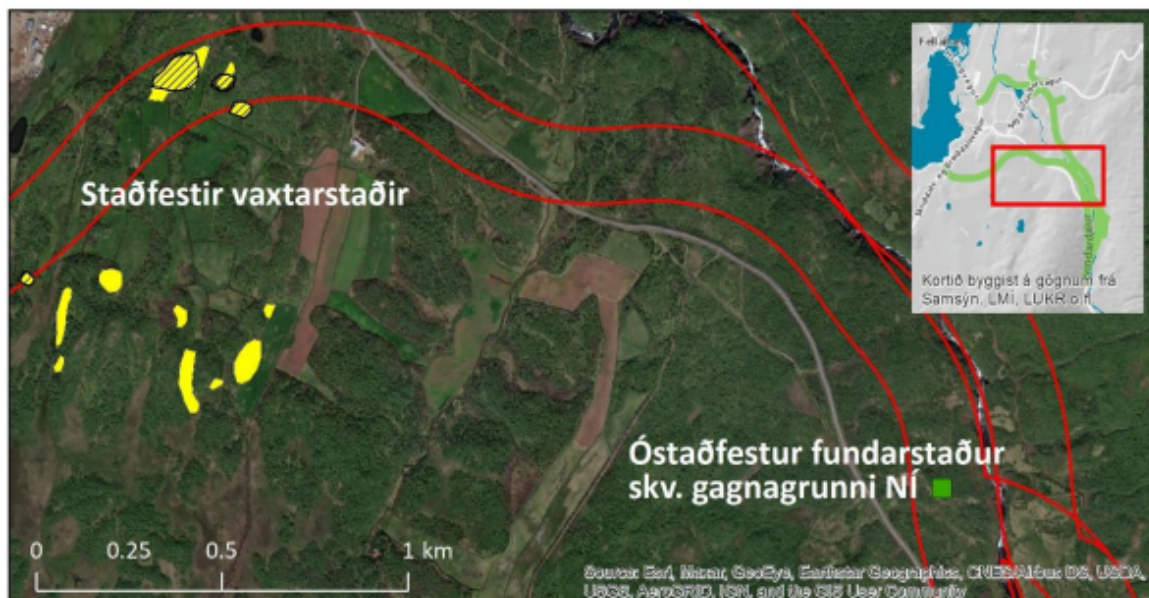 Staðfestir vaxtarstaðir
Óstaðfestur fundarstaður
skv. gagnagrunni NÍ
0 0.25 0.5 1 km
Kortið byggist á gögnum frá
Samsýn, LMÍ, LUKR o.fl.
Source: Esri, Maxar, GeoEye, Earthstar Geographics, CNES/Airbus DS, USDA,
USGS, AeroGRID, IGN, and the GIS User Community